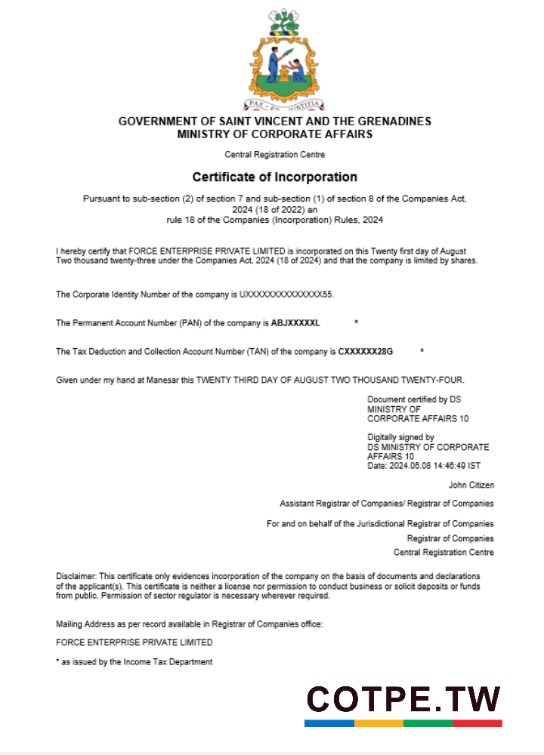 GOVERNMENT OF SAINT VINCENT AND THE GRENADINES
MINISTRY OF CORPORATE AFFAIRS
Central Registration Centre
Certificate of Incorporation
Pursuant to sub-section (2) of section 7 and sub-section (1) of section 8 of the Companies Act,
2024 (18 of 2022) an
rule 18 of the Companies (Incorporation) Rules, 2024
I hereby certify that FORCE ENTERPRISE PRIVATE LIMITED is incorporated on this Twenty first day of August
Two thousand twenty-three under the Companies Act, 2024 (18 of 2024) and that the company is limited by shares.
The Corporate Identity Number of the company is UXXXXXXXXXXXXXX55.
The Permanent Account Number (PAN) of the company is ABJXXXXXL *
The Tax Deduction and Collection Account Number (TAN) of the company is CXXXXXX28G *
Given under my hand at Manesar this TWENTY THIRD DAY OF AUGUST TWO THOUSAND TWENTY-FOUR.
Document certified by DS
MINISTRY OF
CORPORATE AFFAIRS 10
Digitally signed by
DS MINISTRY OF CORPORATE
AFFAIRS 10
Date: 2024.05.08 14:46:49 IST
John Citizen
Assistant Registrar of Companies/ Registrar of Companies
For and on behalf of the Jurisdictional Registrar of Companies
Registrar of Companies
Central Registration Centre
Disclaimer: This certificate only evidences incorporation of the company on the basis of documents and declarations
of the applicant(s). This certificate is neither a license nor permission to conduct business or solicit deposits or funds
from public. Permission of sector regulator is necessary wherever required.
Mailing Address as per record available in Registrar of Companies office:
FORCE ENTERPRISE PRIVATE LIMITED
* as issued by the Income Tax Department
COTPE.TW